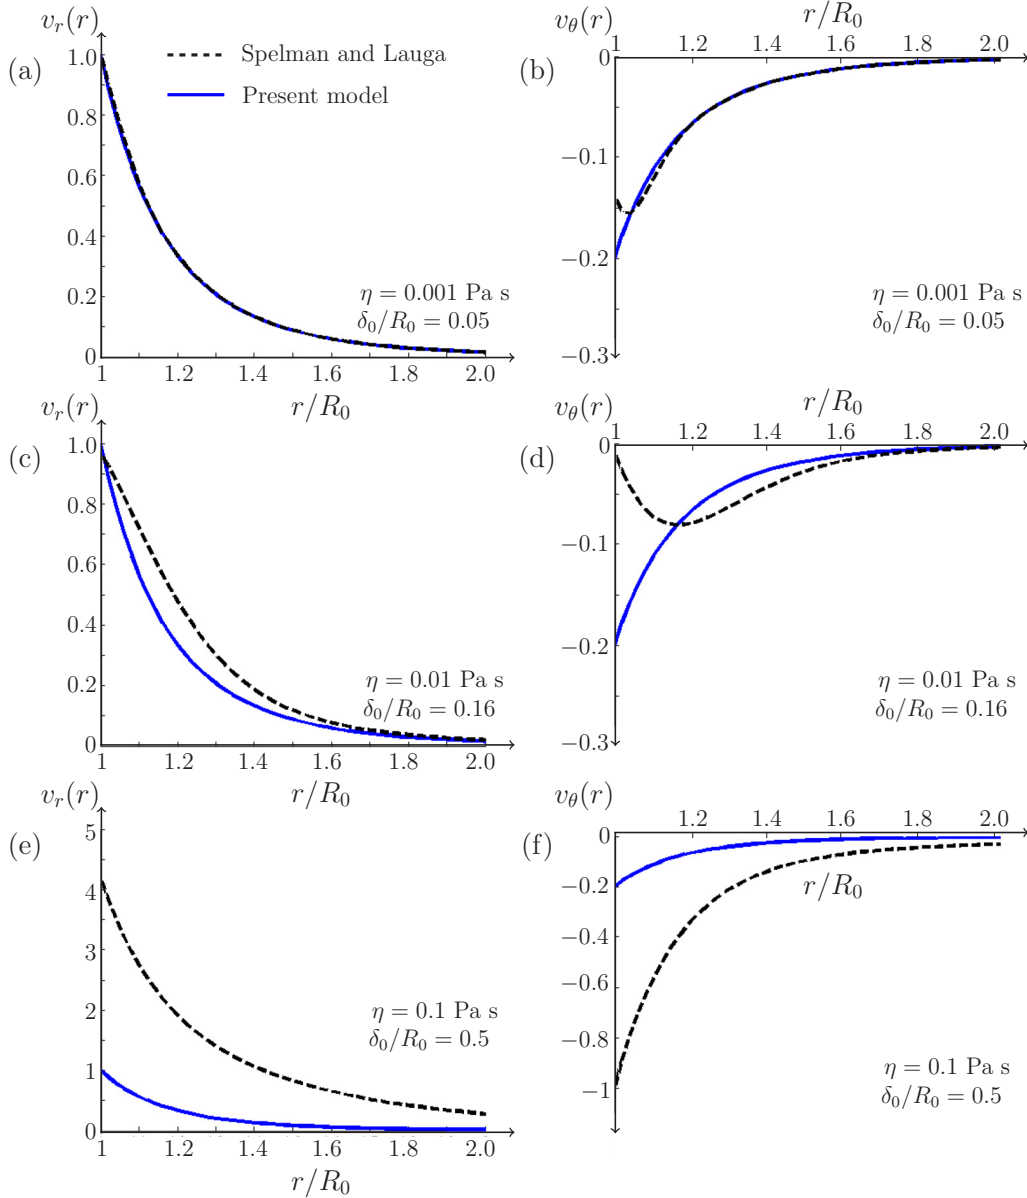 v_r(r)
(a)
Spelman and Lauga
Present model
1.0
0.8
0.6
0.4
0.2
0
η = 0.001 Pa s
δ_0/R_0 = 0.05
1 1.2 1.4 1.6 1.8 2.0
r/R_0
v_θ(r)
r/R_0
(b)
1 1.2 1.4 1.6 1.8 2.0
0
−0.1
−0.2
−0.3
η = 0.001 Pa s
δ_0/R_0 = 0.05
v_r(r)
(c)
1.0
0.8
0.6
0.4
0.2
0
η = 0.01 Pa s
δ_0/R_0 = 0.16
1 1.2 1.4 1.6 1.8 2.0
r/R_0
v_θ(r)
r/R_0
(d)
1 1.2 1.4 1.6 1.8 2.0
0
−0.1
−0.2
−0.3
η = 0.01 Pa s
δ_0/R_0 = 0.16
v_r(r)
(e)
5
4
3
2
1
0
η = 0.1 Pa s
δ_0/R_0 = 0.5
1 1.2 1.4 1.6 1.8 2.0
r/R_0
v_θ(r)
(f)
1.2 1.4 1.6 1.8 2.0
0
r/R_0
−0.2
−0.4
−0.6
−0.8
−1
η = 0.1 Pa s
δ_0/R_0 = 0.5